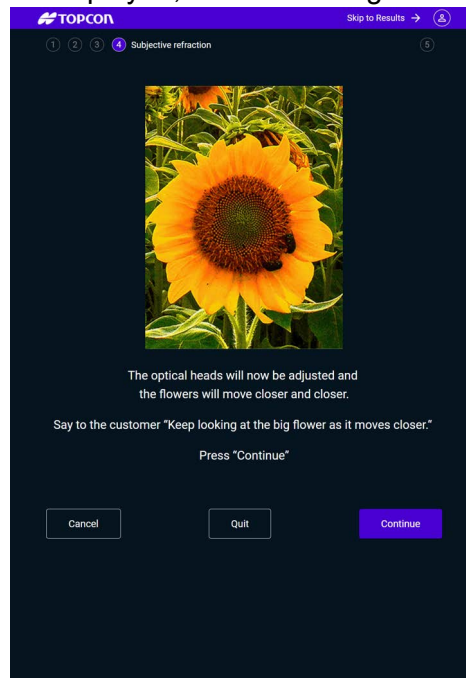 TOPCON
Skip to Results →
1 2 3 4 Subjective refraction 5
The optical heads will now be adjusted and
the flowers will move closer and closer.
Say to the customer “Keep looking at the big flower as it moves closer.”
Press “Continue”
Cancel Quit Continue